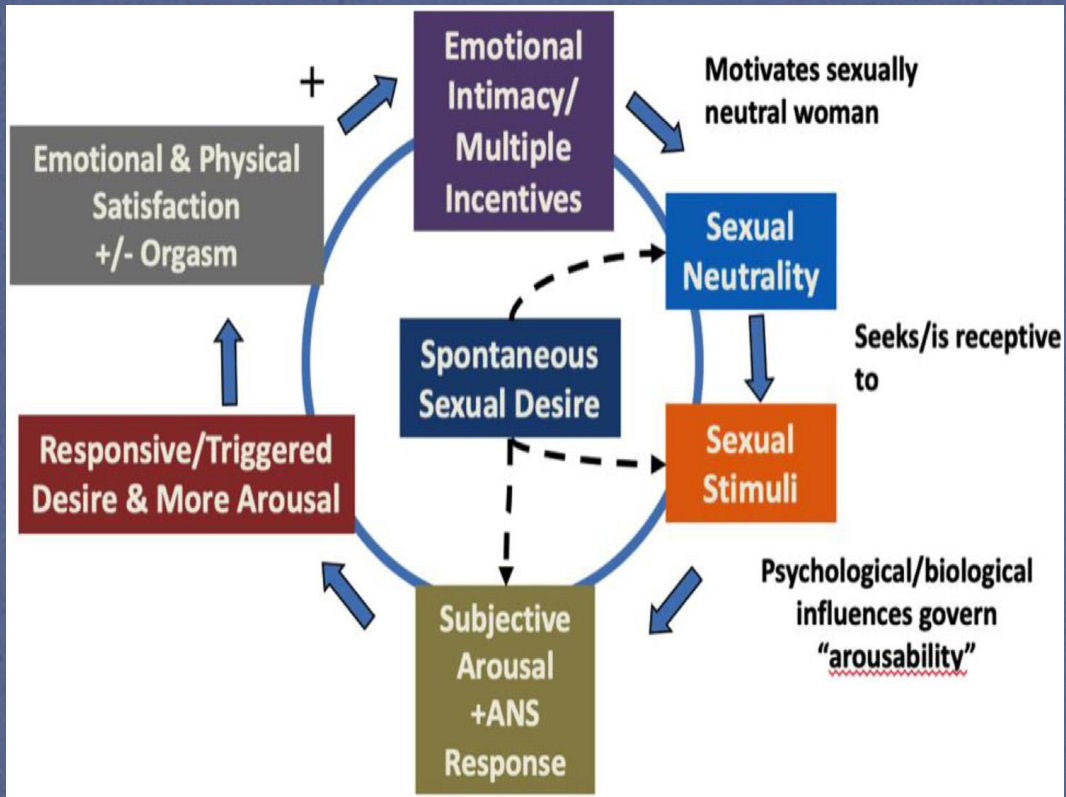 Emotional
Intimacy/
Multiple
Incentives
Motivates sexually
neutral woman
Sexual
Neutrality
Seeks/is receptive
to
Sexual
Stimuli
Psychological/biological
influences govern
“arousability”
Subjective
Arousal
+ANS
Response
Responsive/Triggered
Desire & More Arousal
Emotional & Physical
Satisfaction
+/- Orgasm
+
Spontaneous
Sexual Desire